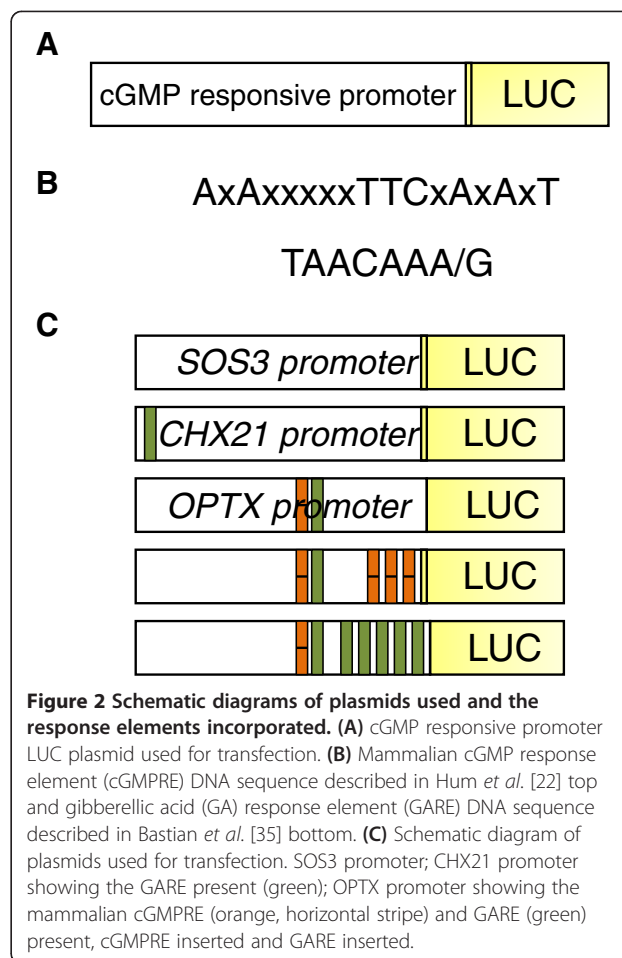 A
cGMP responsive promoter LUC
B
AxAxxxxxTTCxAxAxT
TAACAAA/G
C
SOS3 promoter LUC
CHX21 promoter LUC
OPTX promoter LUC
LUC
LUC
Figure 2 Schematic diagrams of plasmids used and the
response elements incorporated. (A) cGMP responsive promoter
LUC plasmid used for transfection. (B) Mammalian cGMP response
element (cGMPRE) DNA sequence described in Hum et al. [22] top
and gibberellic acid (GA) response element (GARE) DNA sequence
described in Bastian et al. [35] bottom. (C) Schematic diagram of
plasmids used for transfection. SOS3 promoter; CHX21 promoter
showing the GARE present (green); OPTX promoter showing the
mammalian cGMPRE (orange, horizontal stripe) and GARE (green)
present, cGMPRE inserted and GARE inserted.